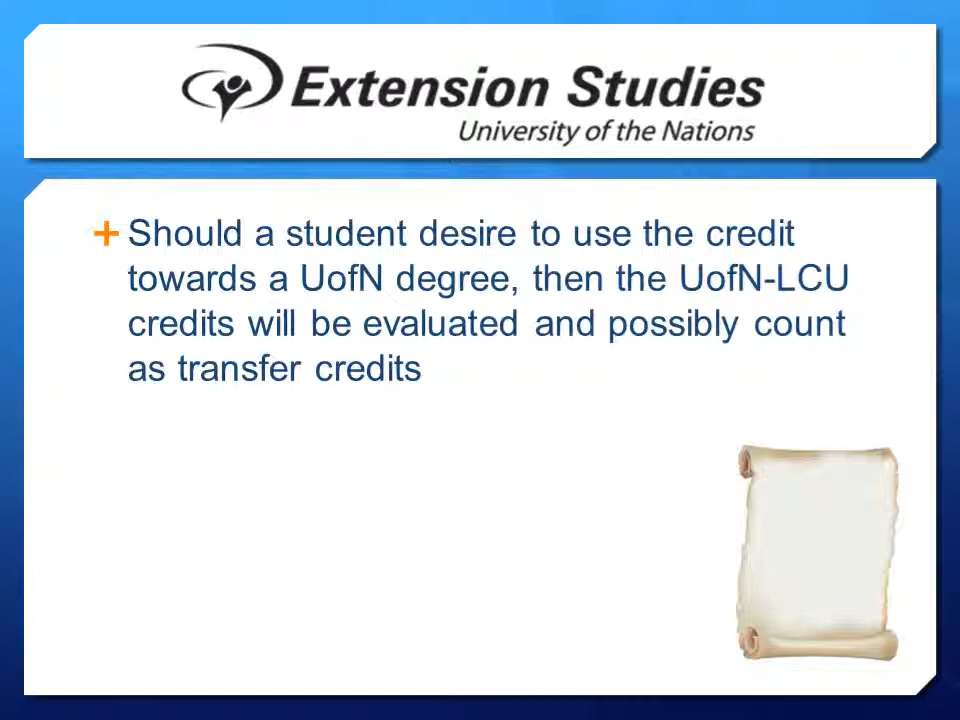 Extension Studies
University of the Nations
Should a student desire to use the credit
towards a UofN degree, then the UofN-LCU
credits will be evaluated and possibly count
as transfer credits